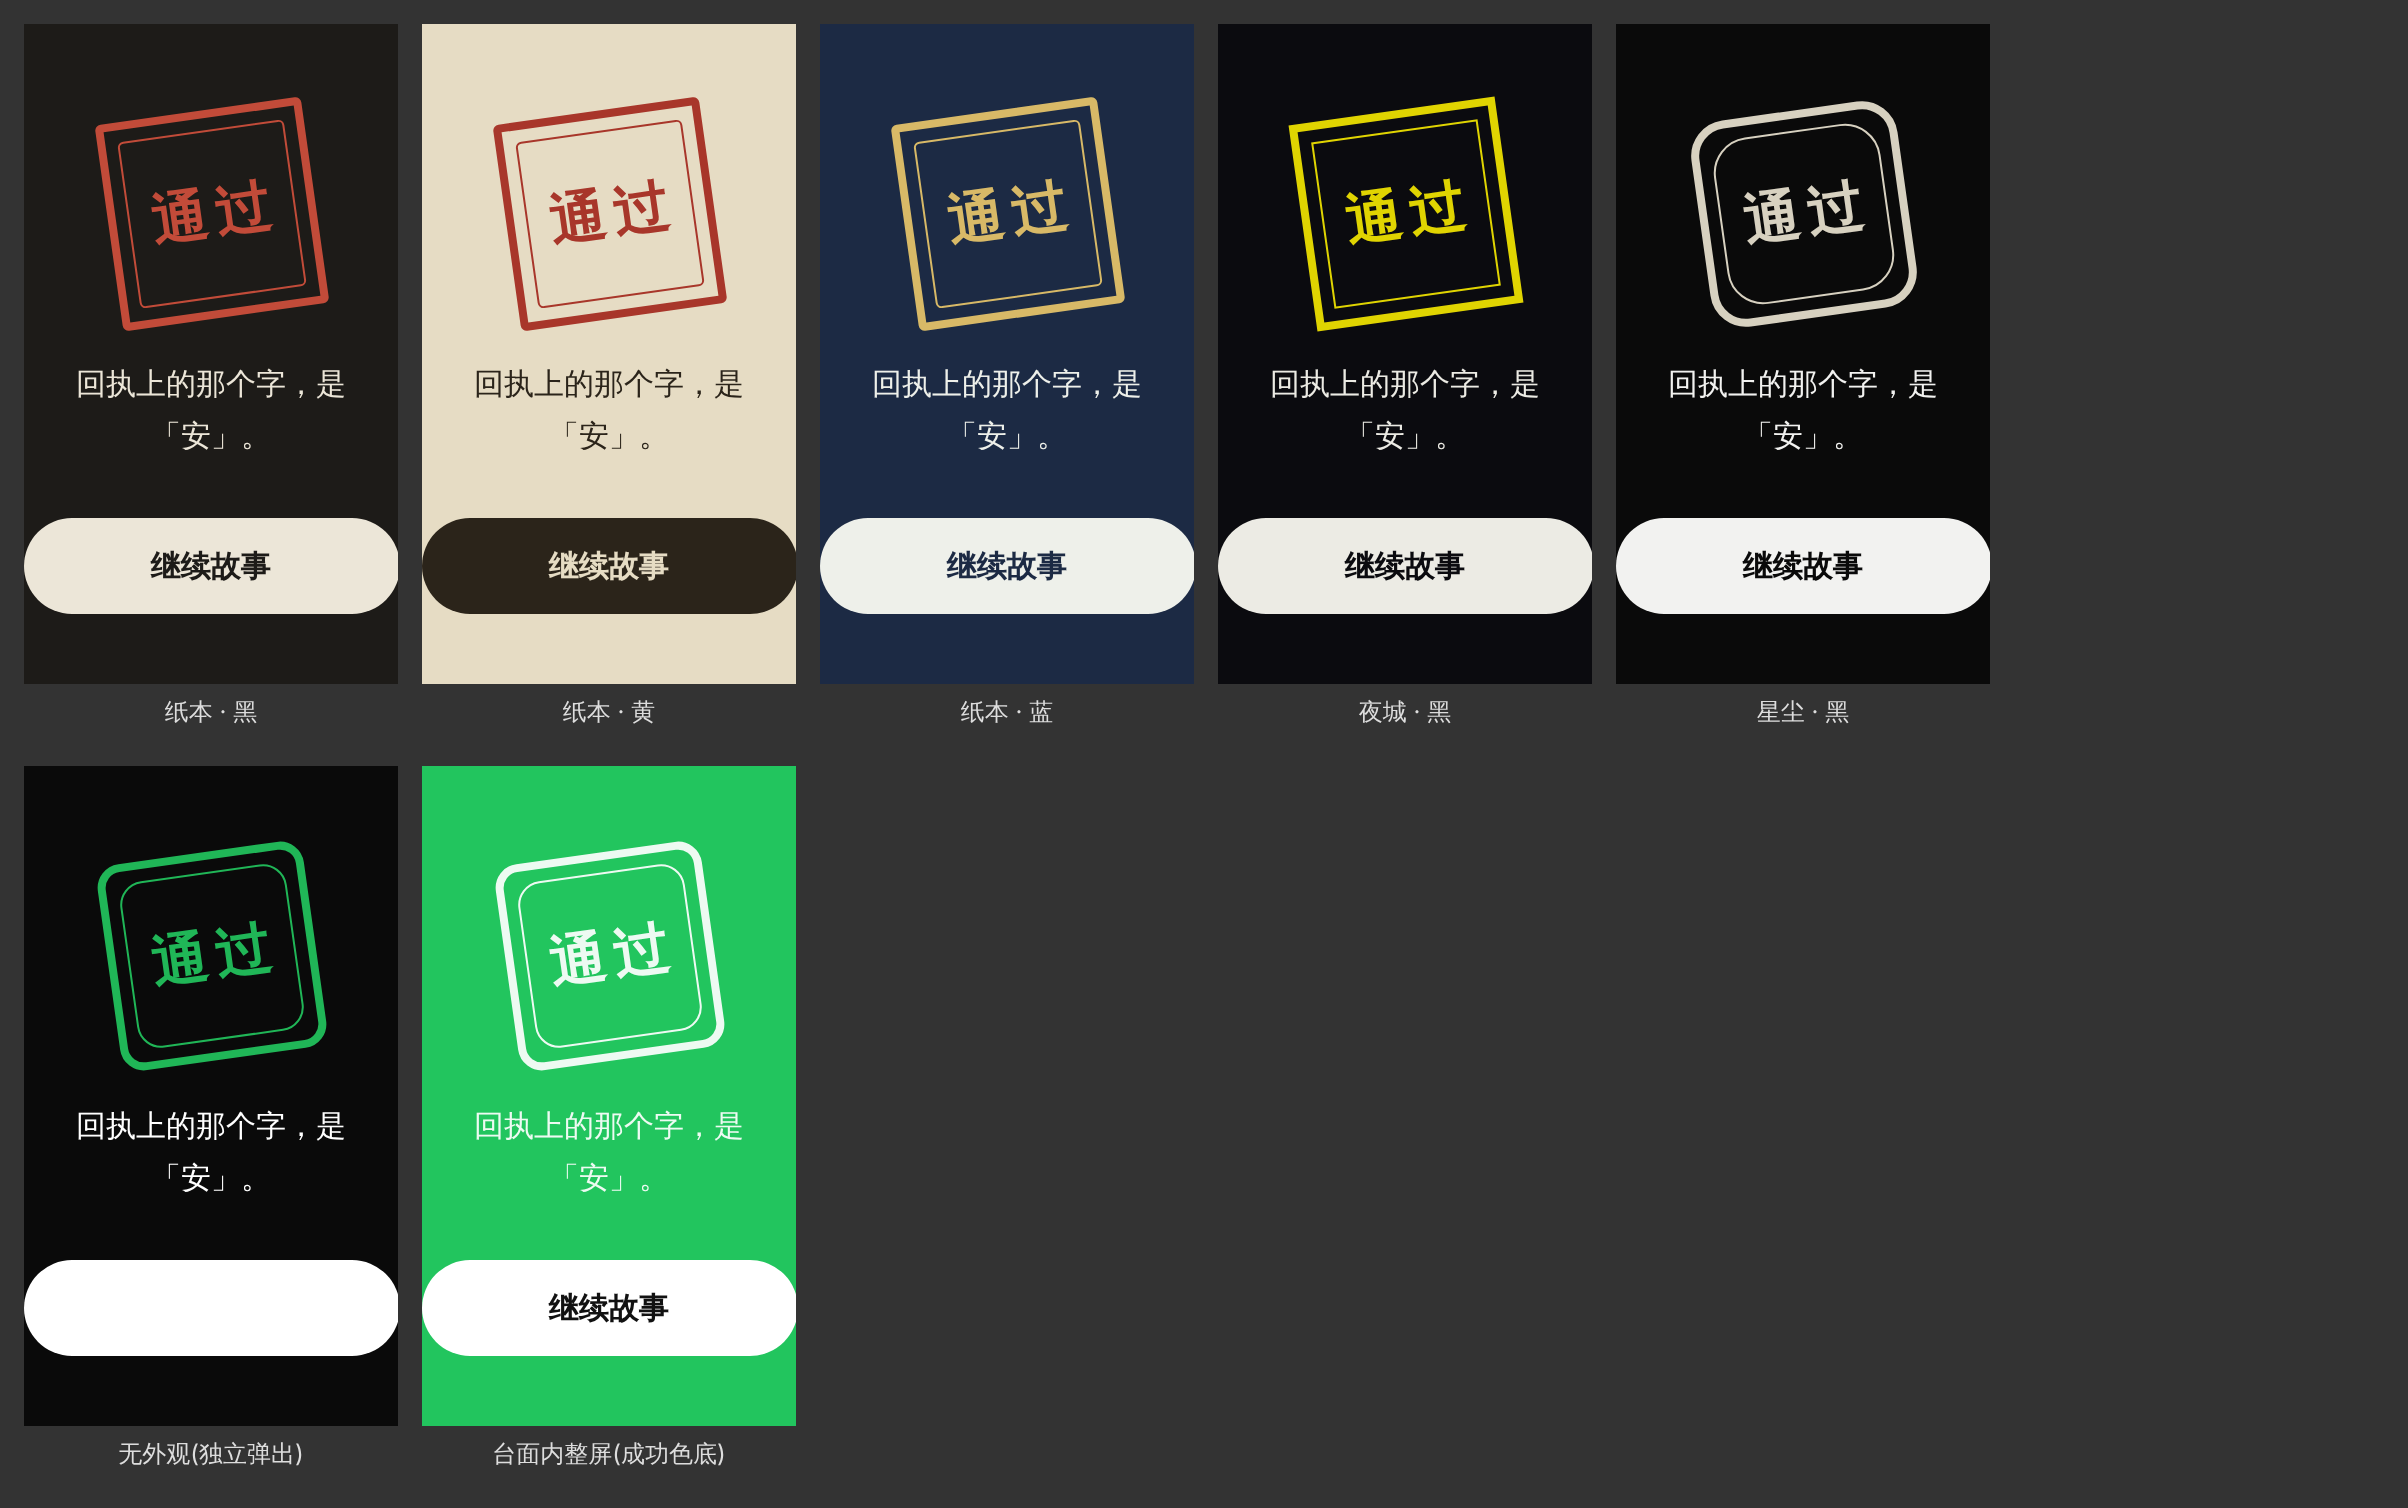 通过
回执上的那个字，是
「安」。
继续故事
纸本 · 黑
通过
回执上的那个字，是
「安」。
继续故事
纸本 · 黄
通过
回执上的那个字，是
「安」。
继续故事
纸本 · 蓝
通过
回执上的那个字，是
「安」。
继续故事
夜城 · 黑
通过
回执上的那个字，是
「安」。
继续故事
星尘 · 黑
通过
回执上的那个字，是
「安」。
无外观(独立弹出)
通过
回执上的那个字，是
「安」。
继续故事
台面内整屏(成功色底)